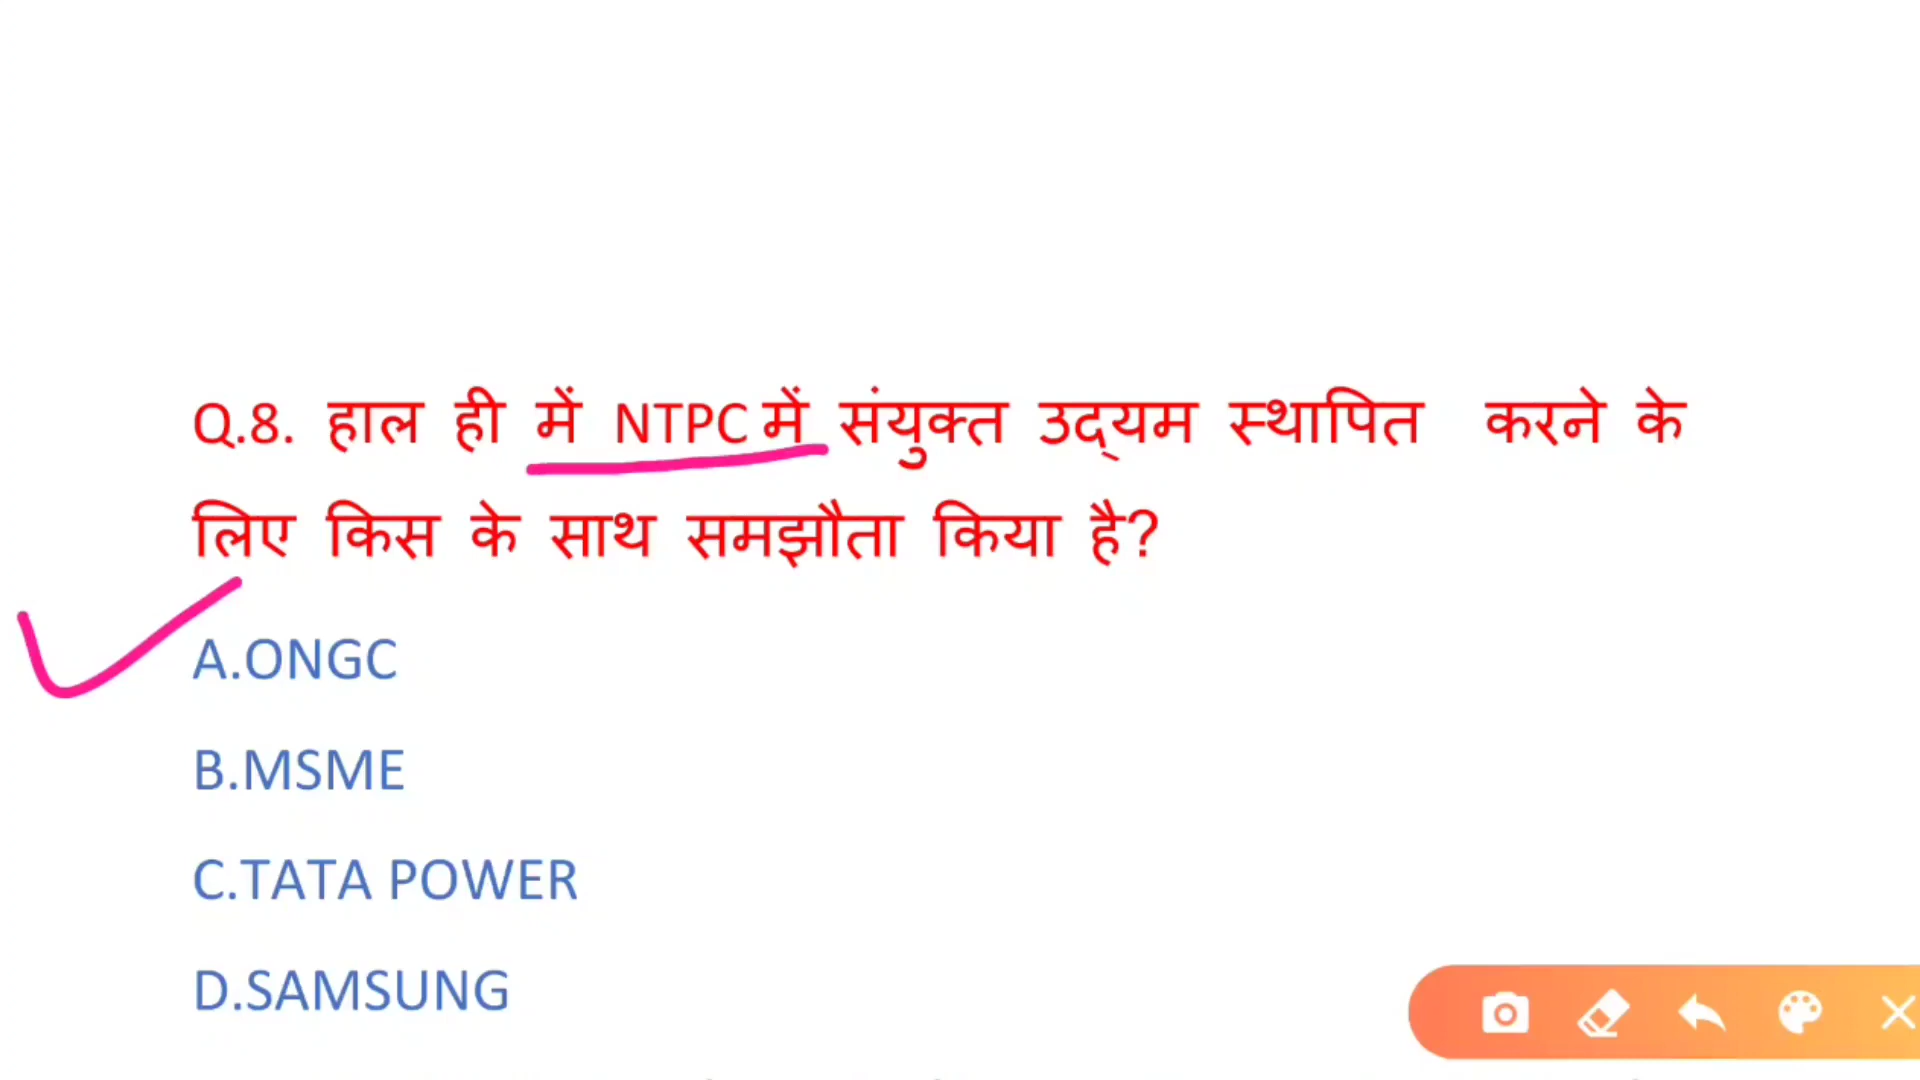 Q.8. हाल ही में NTPC में संयुक्त उद्यम स्थापित करने के
लिए किस के साथ समझौता किया है?
A.ONGC
B.MSME
C.TATA POWER
D.SAMSUNG